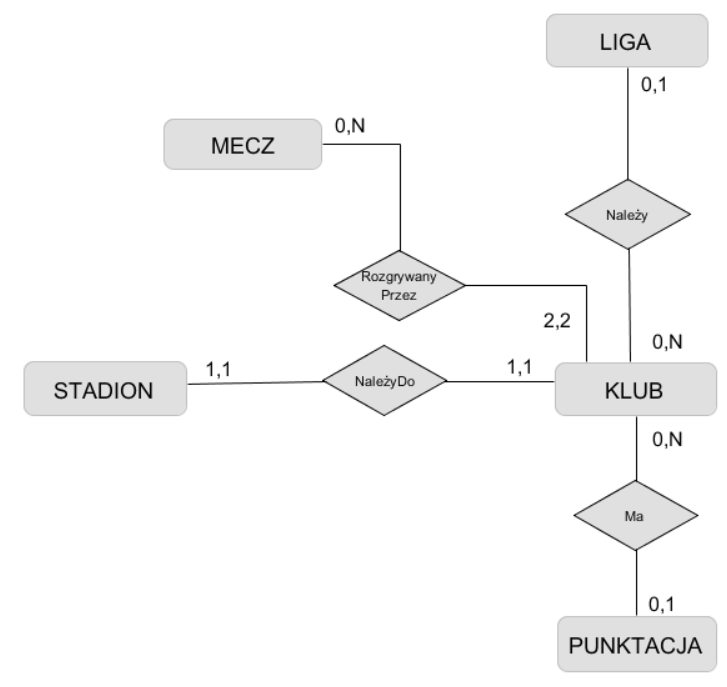 LIGA
0,1
0,N
MECZ
Należy
Rozgrywany
Przez
2,2
0,N
1,1
1,1
STADION
NależyDo
KLUB
0,N
Ma
0,1
PUNKTACJA